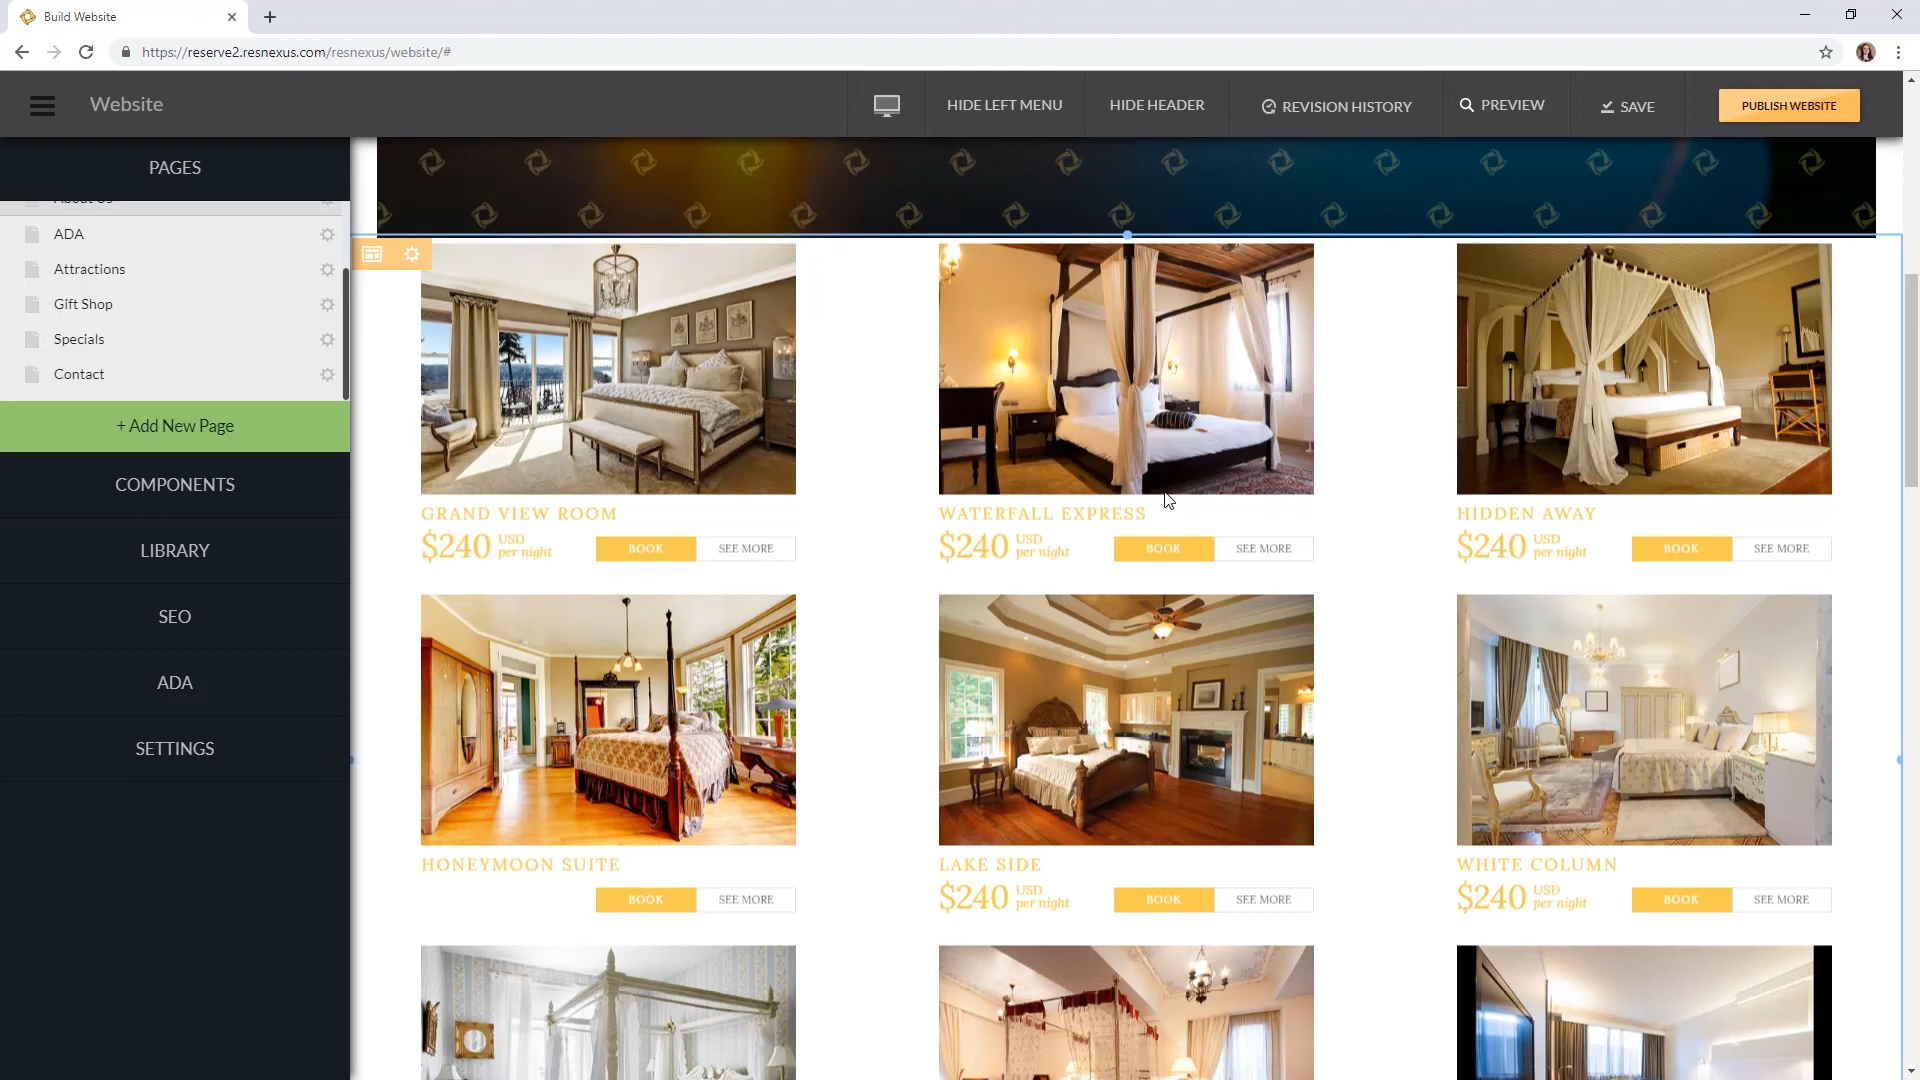 Build Website
https://reserve2.resnexus.com/resnexus/website/#
Website
HIDE LEFT MENU
HIDE HEADER
REVISION HISTORY
PREVIEW
SAVE
PUBLISH WEBSITE
PAGES
About Us
ADA
Attractions
Gift Shop
Specials
Contact
+ Add New Page
COMPONENTS
LIBRARY
SEO
ADA
SETTINGS
GRAND VIEW ROOM
$240 USD per night
BOOK
SEE MORE
WATERFALL EXPRESS
$240 USD per night
BOOK
SEE MORE
HIDDEN AWAY
$240 USD per night
BOOK
SEE MORE
HONEYMOON SUITE
BOOK
SEE MORE
LAKE SIDE
$240 USD per night
BOOK
SEE MORE
WHITE COLUMN
$240 USD per night
BOOK
SEE MORE